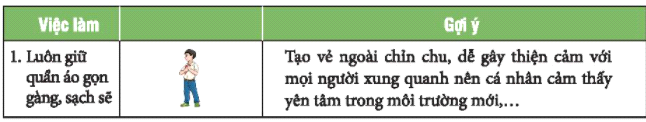 Việc làm
Gợi ý
1. Luôn giữ
quần áo gọn
gàng, sạch sẽ
Tạo vẻ ngoài chỉn chu, dễ gây thiện cảm với
mọi người xung quanh nên cá nhân cảm thấy
yên tâm trong môi trường mới,...